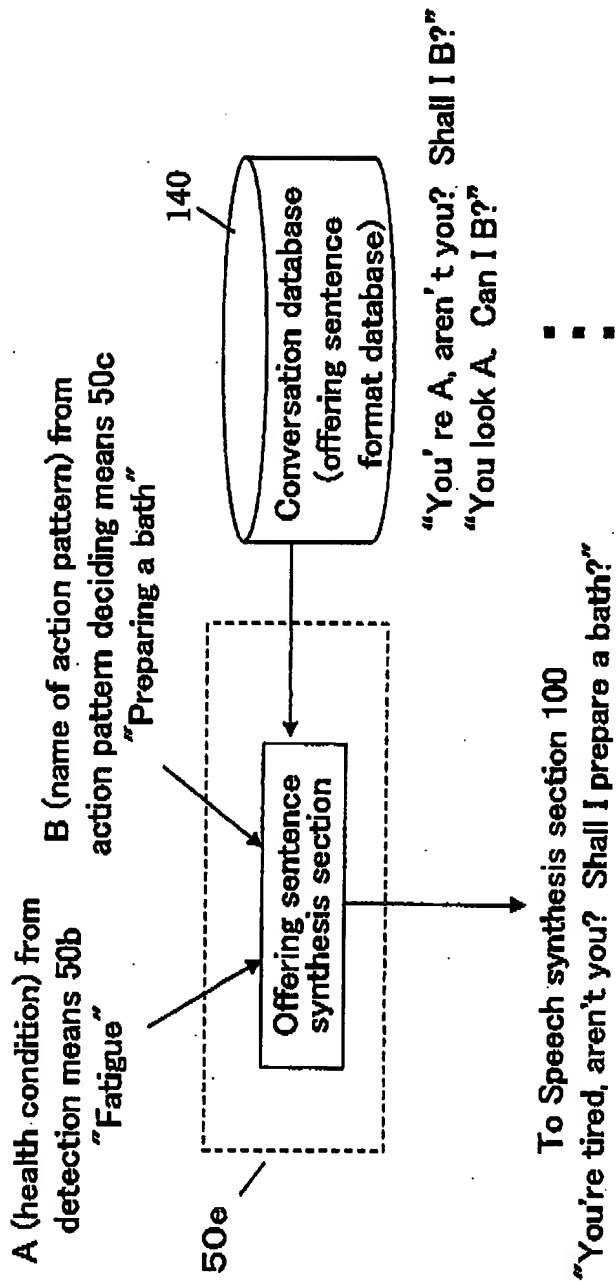 A (health condition) from
detection means 50b
"Fatigue"
B (name of action pattern) from
action pattern deciding means 50c
"Preparing a bath"
50e
Offering sentence
synthesis section
140
Conversation database
(offering sentence
format database)
"You're A, aren't you? Shall I B?"
"You look A. Can I B?"
To Speech synthesis section 100
"You're tired, aren't you? Shall I prepare a bath?"